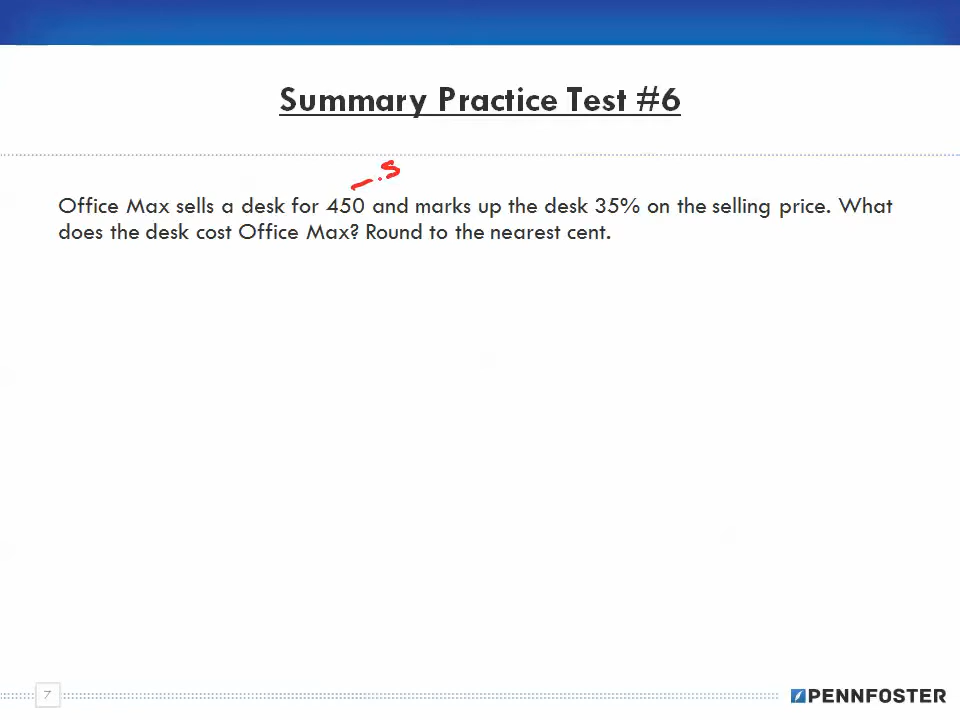 Summary Practice Test #6
S
Office Max sells a desk for 450 and marks up the desk 35% on the selling price. What
does the desk cost Office Max? Round to the nearest cent.
7
PENNFOSTER